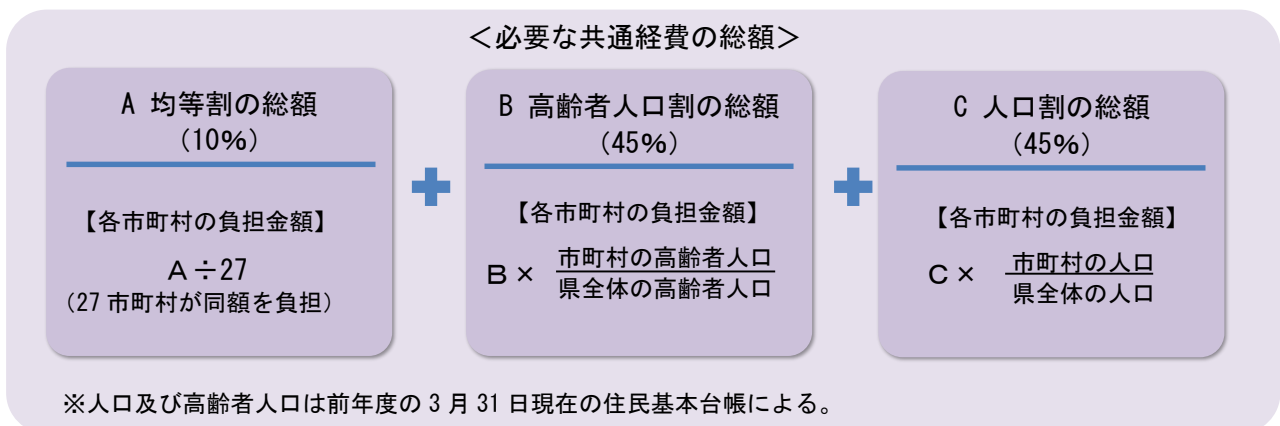 ＜必要な共通経費の総額＞
A 均等割の総額
(10%)
【各市町村の負担金額】
Ａ÷27
(27 市町村が同額を負担)
B 高齢者人口割の総額
(45%)
【各市町村の負担金額】
Ｂ× 市町村の高齢者人口
県全体の高齢者人口
C 人口割の総額
(45%)
【各市町村の負担金額】
Ｃ× 市町村の人口
県全体の人口
※人口及び高齢者人口は前年度の 3 月 31 日現在の住民基本台帳による。